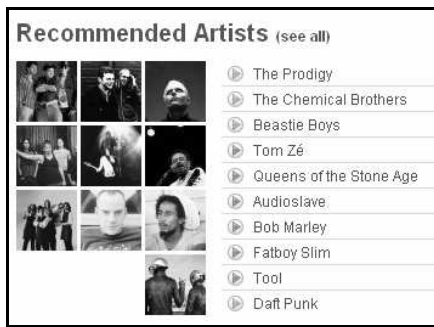 Recommended Artists (see all)
The Prodigy
The Chemical Brothers
Beastie Boys
Tom Zé
Queens of the Stone Age
Audioslave
Bob Marley
Fatboy Slim
Tool
Daft Punk